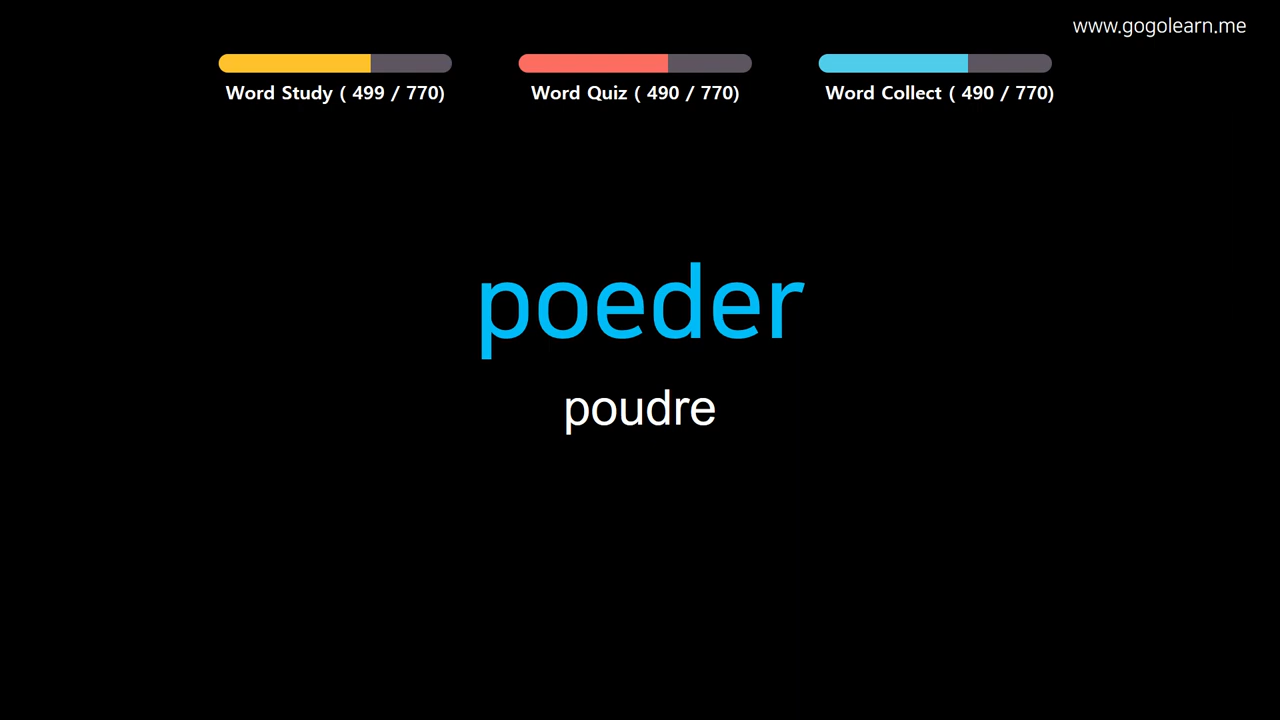 www.gogolearn.me
Word Study ( 499 / 770)
Word Quiz ( 490 / 770)
Word Collect ( 490 / 770)
poeder
poudre